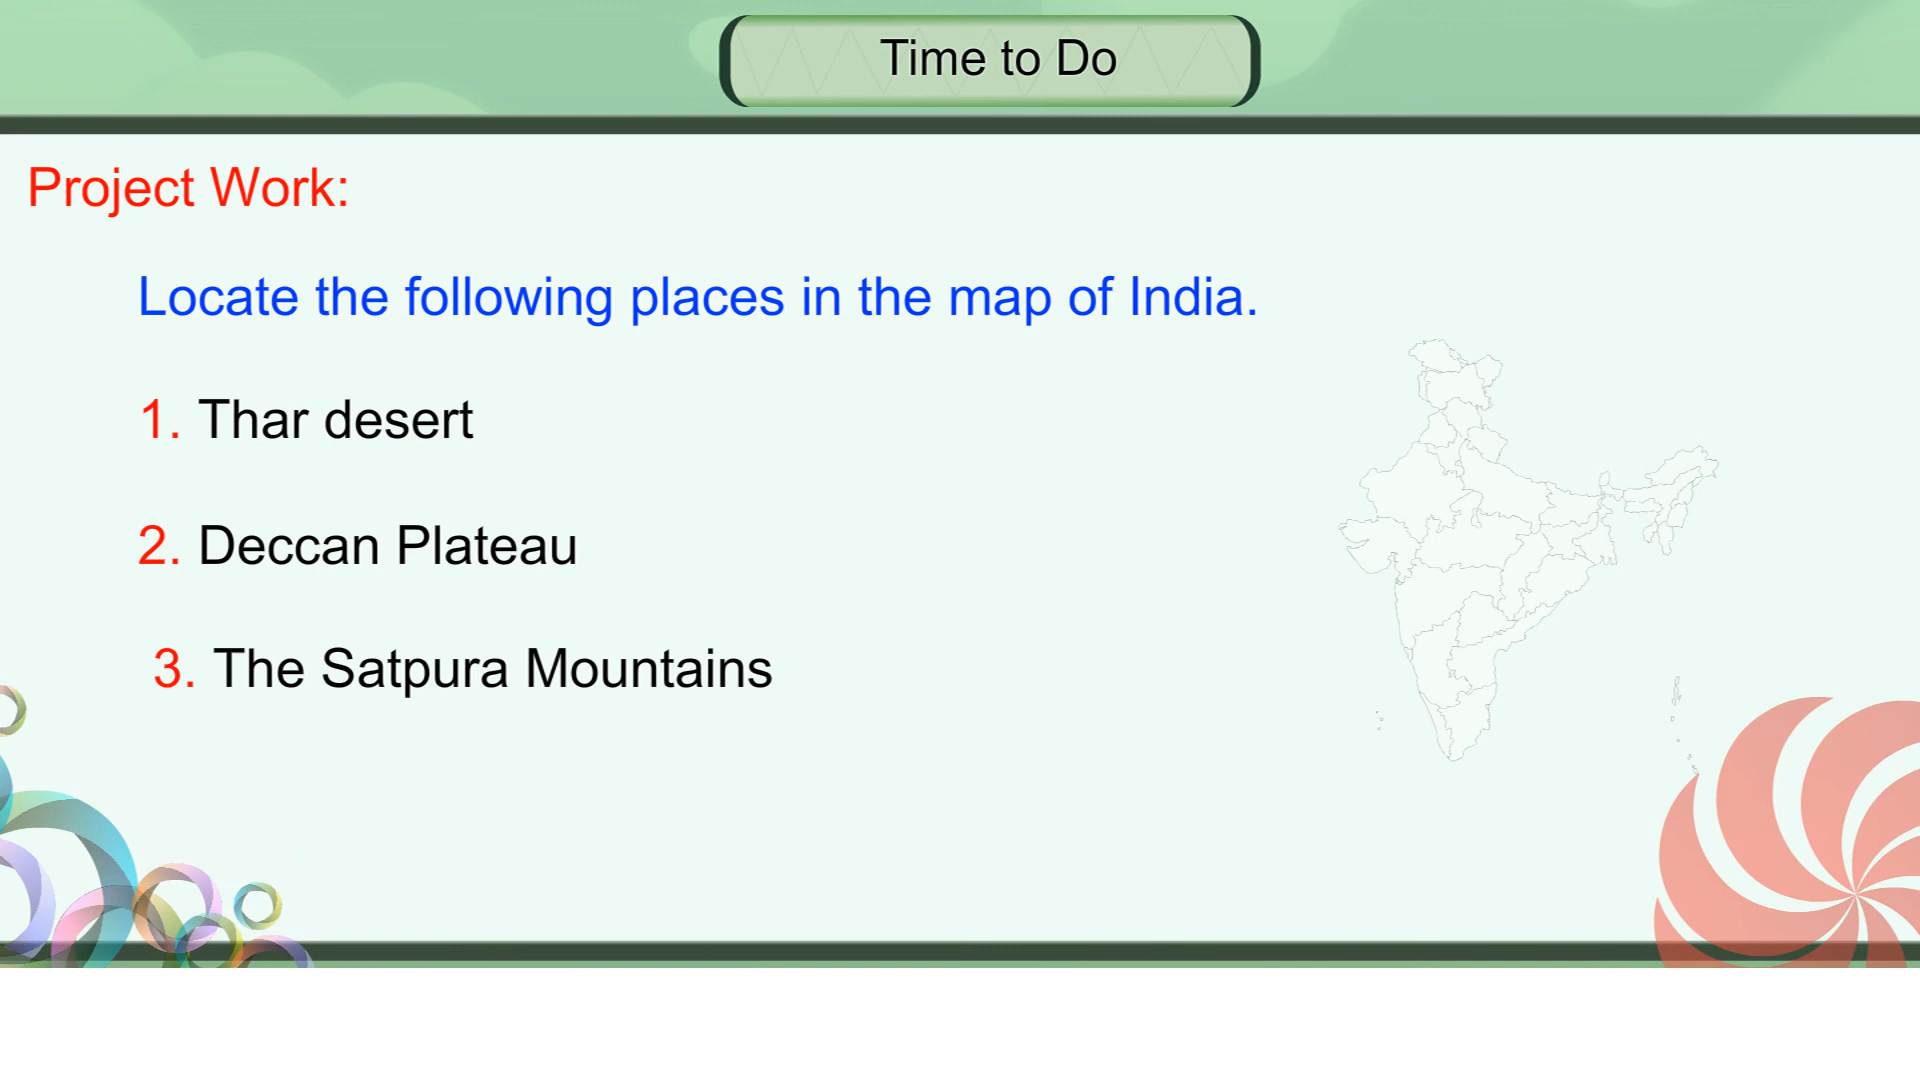 Time to Do
Project Work:
Locate the following places in the map of India.
1. Thar desert
2. Deccan Plateau
3. The Satpura Mountains